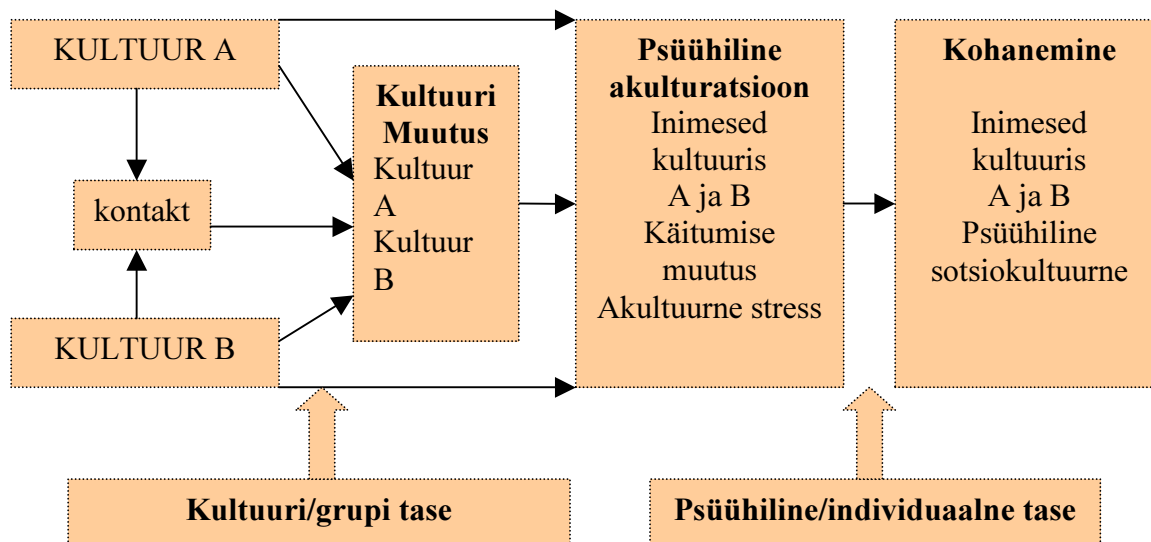 KULTUUR A
kontakt
KULTUUR B
Kultuuri
Muutus
Kultuur
A
Kultuur
B
Psüühiline
akulturatsioon
Inimesed
kultuuris
A ja B
Käitumise
muutus
Akultuurne stress
Kohanemine
Inimesed
kultuuris
A ja B
Psüühiline
sotsiokultuurne
Kultuuri/grupi tase
Psüühiline/individuaalne tase